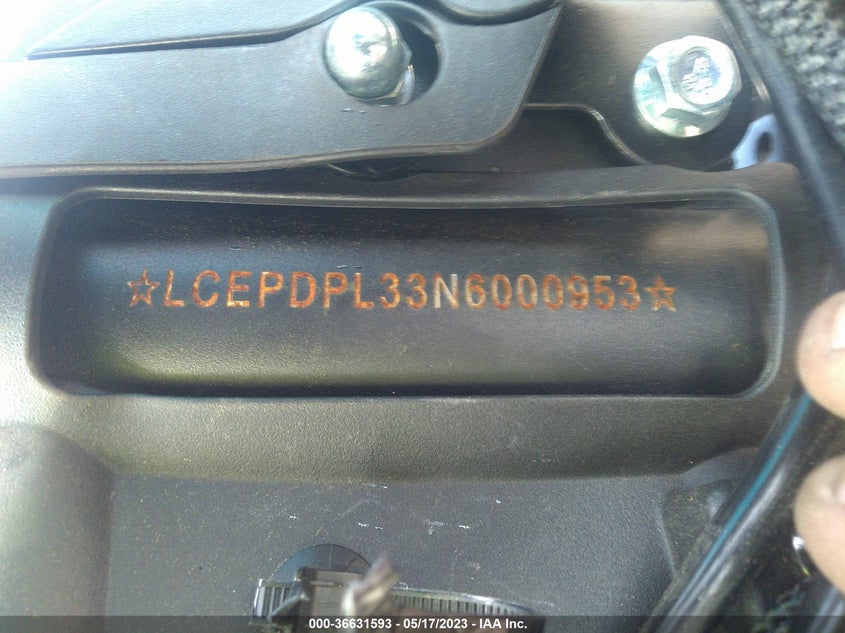 ☆LCEPDPL33N6000953☆
000-36631593 - 05/17/2023 - IAA Inc.